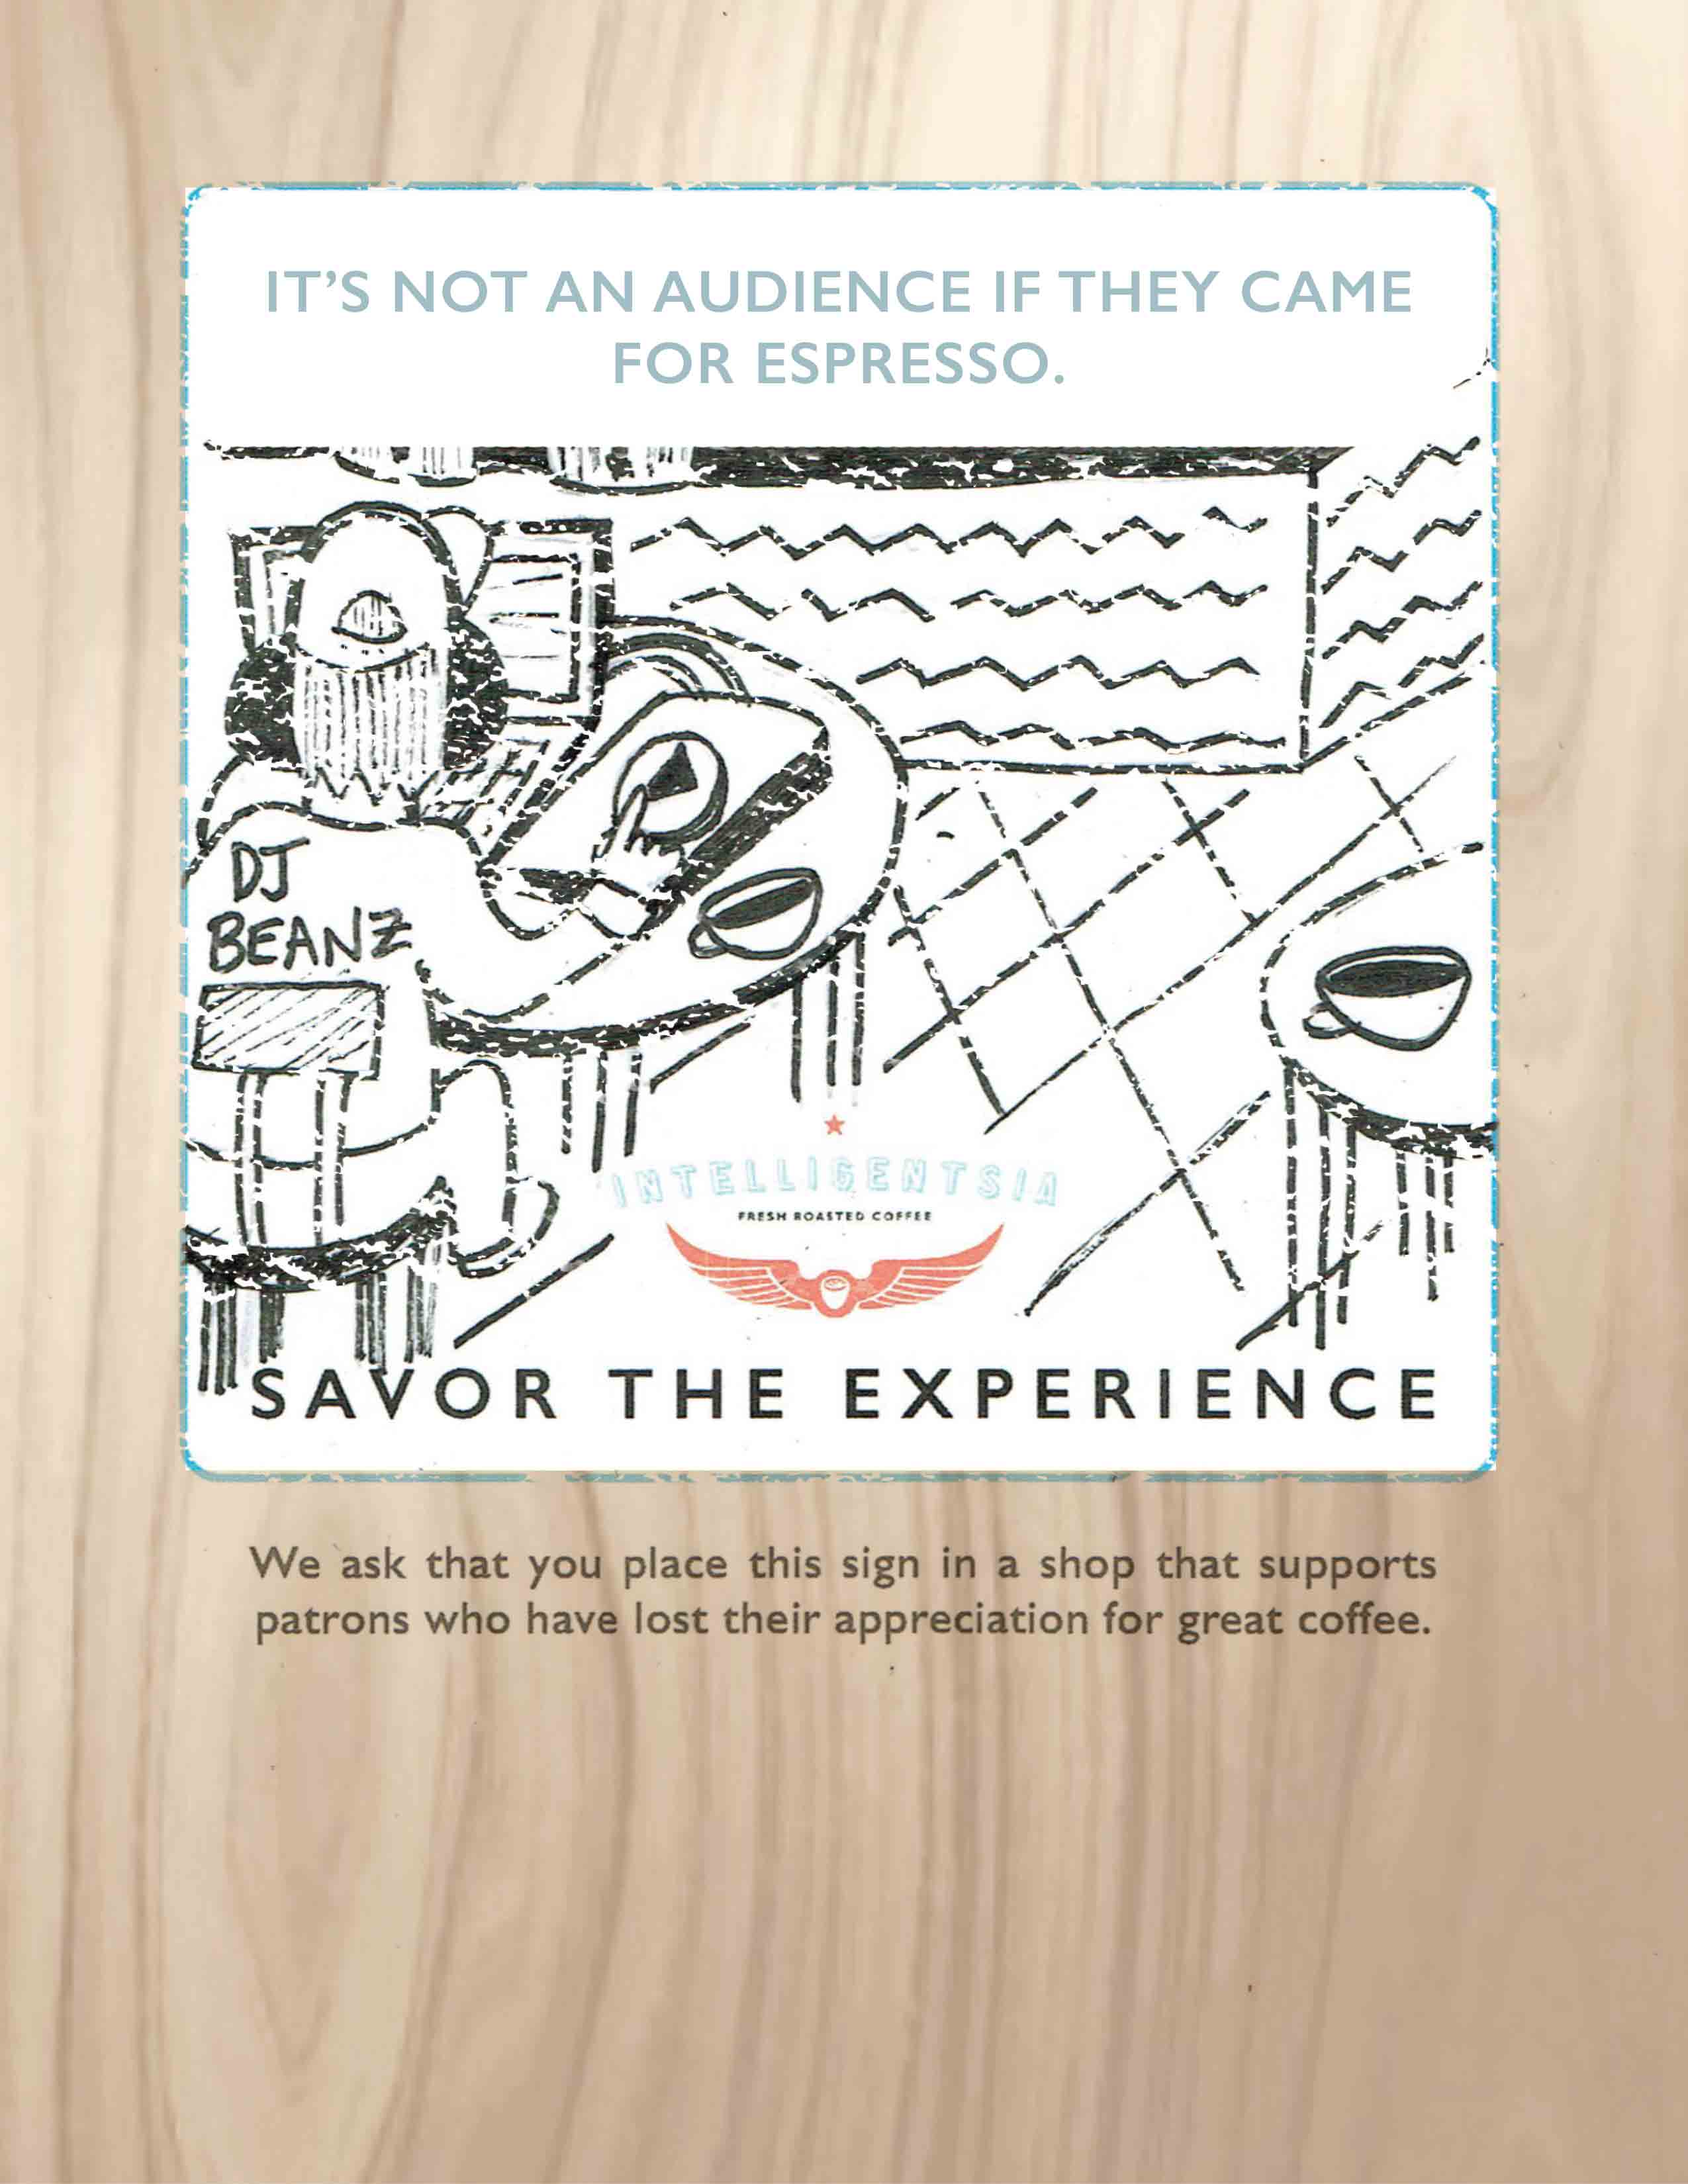 IT'S NOT AN AUDIENCE IF THEY CAME
FOR ESPRESSO.
DJ
BEANZ
INTELLIGENTSIA
FRESH ROASTED COFFEE
SAVOR THE EXPERIENCE
We ask that you place this sign in a shop that supports
patrons who have lost their appreciation for great coffee.